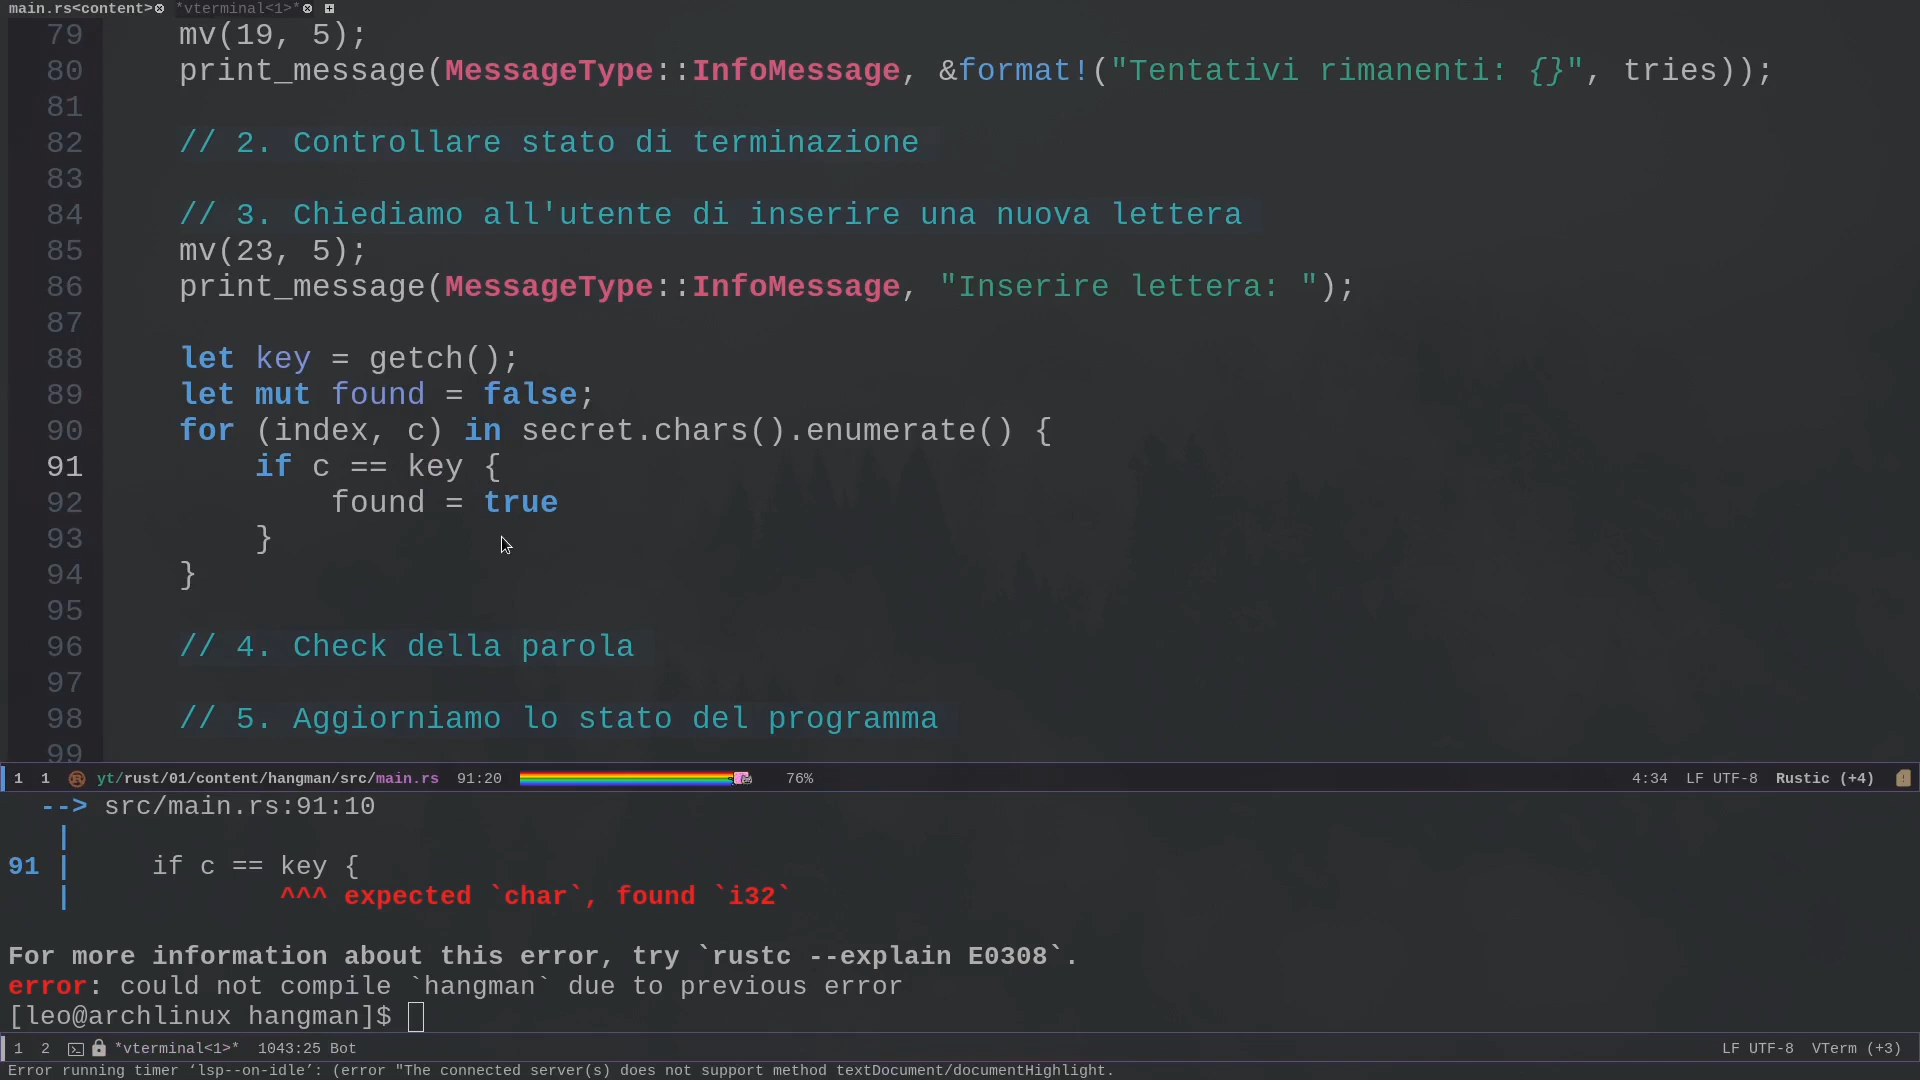 main.rs<content> *vterminal<1>*
79 mv(19, 5);
80 print_message(MessageType::InfoMessage, &format!("Tentativi rimanenti: {}", tries));
81
82 // 2. Controllare stato di terminazione
83
84 // 3. Chiediamo all'utente di inserire una nuova lettera
85 mv(23, 5);
86 print_message(MessageType::InfoMessage, "Inserire lettera: ");
87
88 let key = getch();
89 let mut found = false;
90 for (index, c) in secret.chars().enumerate() {
91 if c == key {
92 found = true
93 }
94 }
95
96 // 4. Check della parola
97
98 // 5. Aggiorniamo lo stato del programma
99
1 1 yt/rust/01/content/hangman/src/main.rs 91:20 76% 4:34 LF UTF-8 Rustic (+4)
--> src/main.rs:91:10
|
91 | if c == key {
| ^^^ expected `char`, found `i32`
For more information about this error, try `rustc --explain E0308`.
error: could not compile `hangman` due to previous error
[leo@archlinux hangman]$
1 2 *vterminal<1>* 1043:25 Bot LF UTF-8 VTerm (+3)
Error running timer ‘lsp--on-idle’: (error "The connected server(s) does not support method textDocument/documentHighlight.